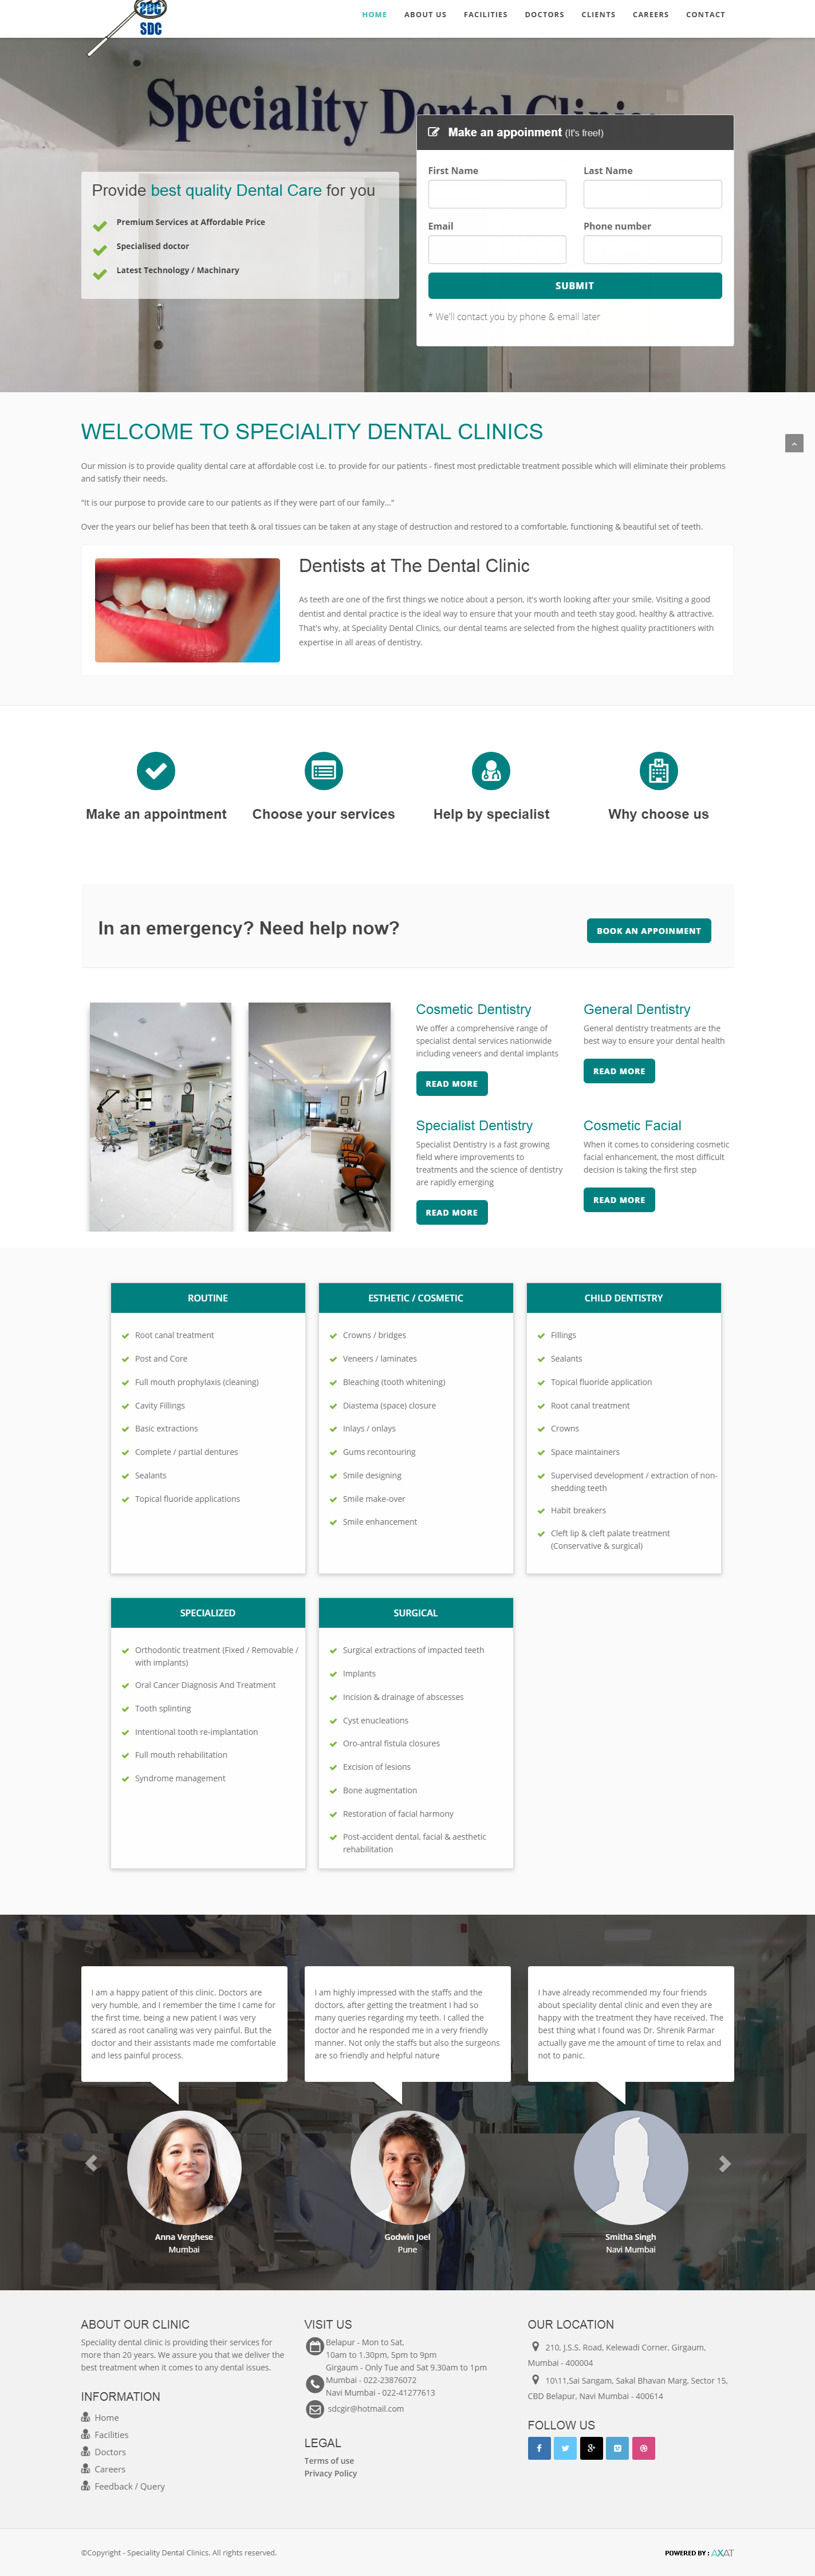 SDC
SDC
HOME ABOUT US FACILITIES DOCTORS CLIENTS CAREERS CONTACT
Speciality Dental Clinics
Make an appoinment (It's free!)
First Name Last Name
Email Phone number
SUBMIT
* We'll contact you by phone & email later
Provide best quality Dental Care for you
Premium Services at Affordable Price
Specialised doctor
Latest Technology / Machinary
WELCOME TO SPECIALITY DENTAL CLINICS
Our mission is to provide quality dental care at affordable cost i.e. to provide for our patients - finest most predictable treatment possible which will eliminate their problems
and satisfy their needs.
"It is our purpose to provide care to our patients as if they were part of our family..."
Over the years our belief has been that teeth & oral tissues can be taken at any stage of destruction and restored to a comfortable, functioning & beautiful set of teeth.
Dentists at The Dental Clinic
As teeth are one of the first things we notice about a person, it's worth looking after your smile. Visiting a good
dentist and dental practice is the ideal way to ensure that your mouth and teeth stay good, healthy & attractive.
That's why, at Speciality Dental Clinics, our dental teams are selected from the highest quality practitioners with
expertise in all areas of dentistry.
Make an appointment
Choose your services
Help by specialist
Why choose us
In an emergency? Need help now?
BOOK AN APPOINMENT
Cosmetic Dentistry
We offer a comprehensive range of
specialist dental services nationwide
including veneers and dental implants
READ MORE
General Dentistry
General dentistry treatments are the
best way to ensure your dental health
READ MORE
Specialist Dentistry
Specialist Dentistry is a fast growing
field where improvements to
treatments and the science of dentistry
are rapidly emerging
READ MORE
Cosmetic Facial
When it comes to considering cosmetic
facial enhancement, the most difficult
decision is taking the first step
READ MORE
ROUTINE
Root canal treatment
Post and Core
Full mouth prophylaxis (cleaning)
Cavity Fillings
Basic extractions
Complete / partial dentures
Sealants
Topical fluoride applications
ESTHETIC / COSMETIC
Crowns / bridges
Veneers / laminates
Bleaching (tooth whitening)
Diastema (space) closure
Inlays / onlays
Gums recontouring
Smile designing
Smile make-over
Smile enhancement
CHILD DENTISTRY
Fillings
Sealants
Topical fluoride application
Root canal treatment
Crowns
Space maintainers
Supervised development / extraction of non-
shedding teeth
Habit breakers
Cleft lip & cleft palate treatment
(Conservative & surgical)
SPECIALIZED
Orthodontic treatment (Fixed / Removable /
with implants)
Oral Cancer Diagnosis And Treatment
Tooth splinting
Intentional tooth re-implantation
Full mouth rehabilitation
Syndrome management
SURGICAL
Surgical extractions of impacted teeth
Implants
Incision & drainage of abscesses
Cyst enucleations
Oro-antral fistula closures
Excision of lesions
Bone augmentation
Restoration of facial harmony
Post-accident dental, facial & aesthetic
rehabilitation
I am a happy patient of this clinic. Doctors are
very humble, and I remember the time I came for
the first time, being a new patient I was very
scared as root canaling was very painful. But the
doctor and their assistants made me comfortable
and less painful process.
Anna Verghese
Mumbai
I am highly impressed with the staffs and the
doctors, after getting the treatment I had so
many queries regarding my teeth. I called the
doctor and he responed me in a very friendly
manner. Not only the staffs but also the surgeons
are so friendly and helpful nature
Godwin Joel
Pune
I have already recommended my four friends
about speciality dental clinic and even they are
happy with the treatment they have received. The
best thing what I found was Dr. Shrenik Parmar
actually gave me the amount of time to relax and
not to panic.
Smitha Singh
Navi Mumbai
ABOUT OUR CLINIC
Speciality dental clinic is providing their services for
more than 20 years. We assure you that we deliver the
best treatment when it comes to any dental issues.
INFORMATION
Home
Facilities
Doctors
Careers
Feedback / Query
VISIT US
Belapur - Mon to Sat,
10am to 1.30pm, 5pm to 9pm
Girgaum - Only Tue and Sat 9.30am to 1pm
Mumbai - 022-23876072
Navi Mumbai - 022-41277613
sdcgir@hotmail.com
LEGAL
Terms of use
Privacy Policy
OUR LOCATION
210, J.S.S. Road, Kelewadi Corner, Girgaum,
Mumbai - 400004
10\11,Sai Sangam, Sakal Bhavan Marg, Sector 15,
CBD Belapur, Navi Mumbai - 400614
FOLLOW US
©Copyright - Speciality Dental Clinics. All rights reserved.
POWERED BY : AXAT